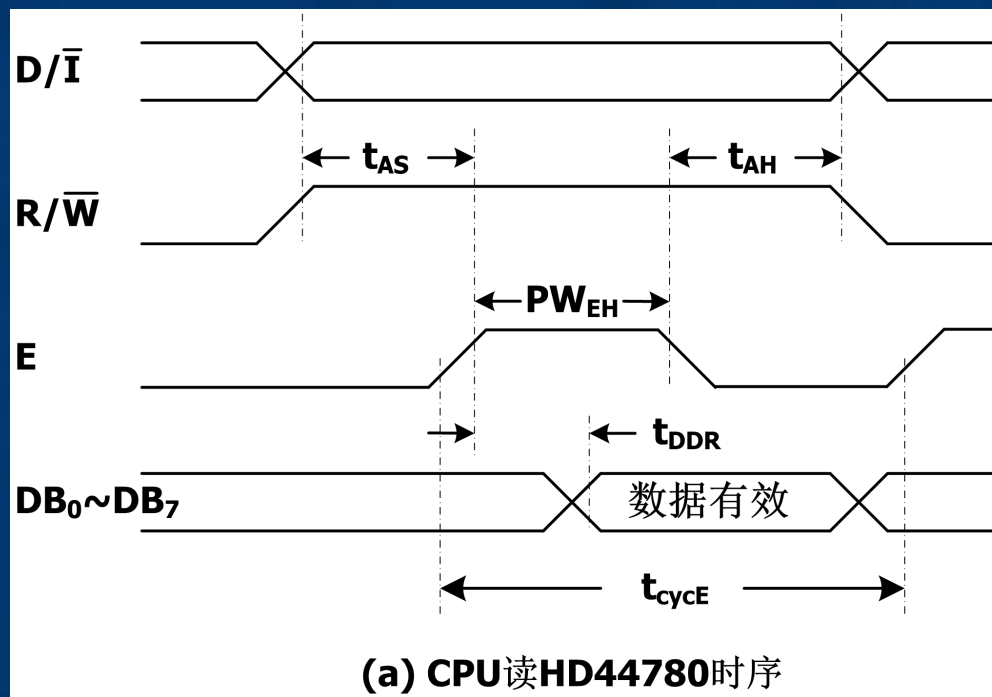 D/I̅
t_AS
t_AH
R/W̅
PW_EH
E
t_DDR
DB₀~DB₇
数据有效
t_cycE
(a) CPU读HD44780时序